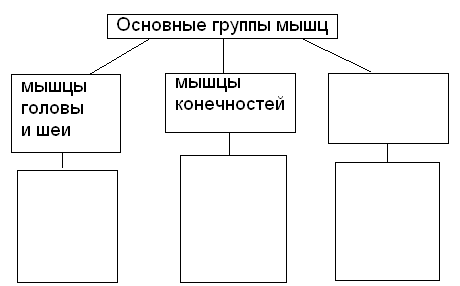 Основные группы мышц
мышцы
головы
и шеи
мышцы
конечностей